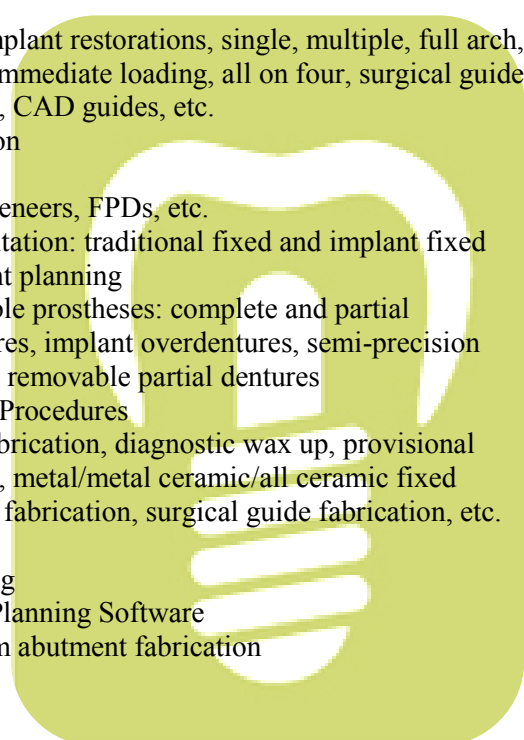 mplant restorations, single, multiple, full arch,
immediate loading, all on four, surgical guide
, CAD guides, etc.
on
eneers, FPDs, etc.
tation: traditional fixed and implant fixed
nt planning
ble prostheses: complete and partial
res, implant overdentures, semi-precision
removable partial dentures
Procedures
brication, diagnostic wax up, provisional
, metal/metal ceramic/all ceramic fixed
fabrication, surgical guide fabrication, etc.
g
Planning Software
m abutment fabrication